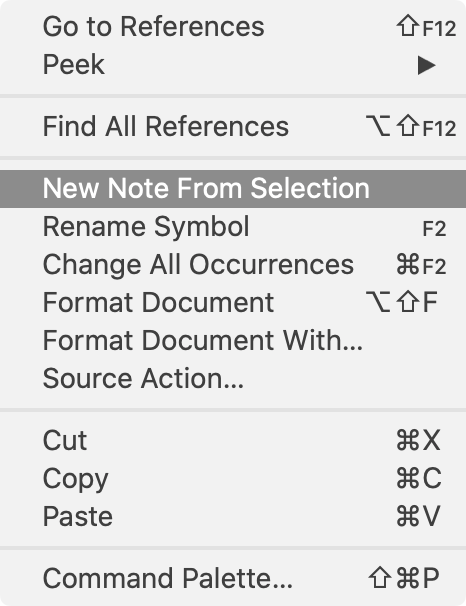 Go to References ⇧F12
Peek ▶
Find All References ⌥⇧F12
New Note From Selection
Rename Symbol F2
Change All Occurrences ⌘F2
Format Document ⌥⇧F
Format Document With...
Source Action...
Cut ⌘X
Copy ⌘C
Paste ⌘V
Command Palette... ⇧⌘P